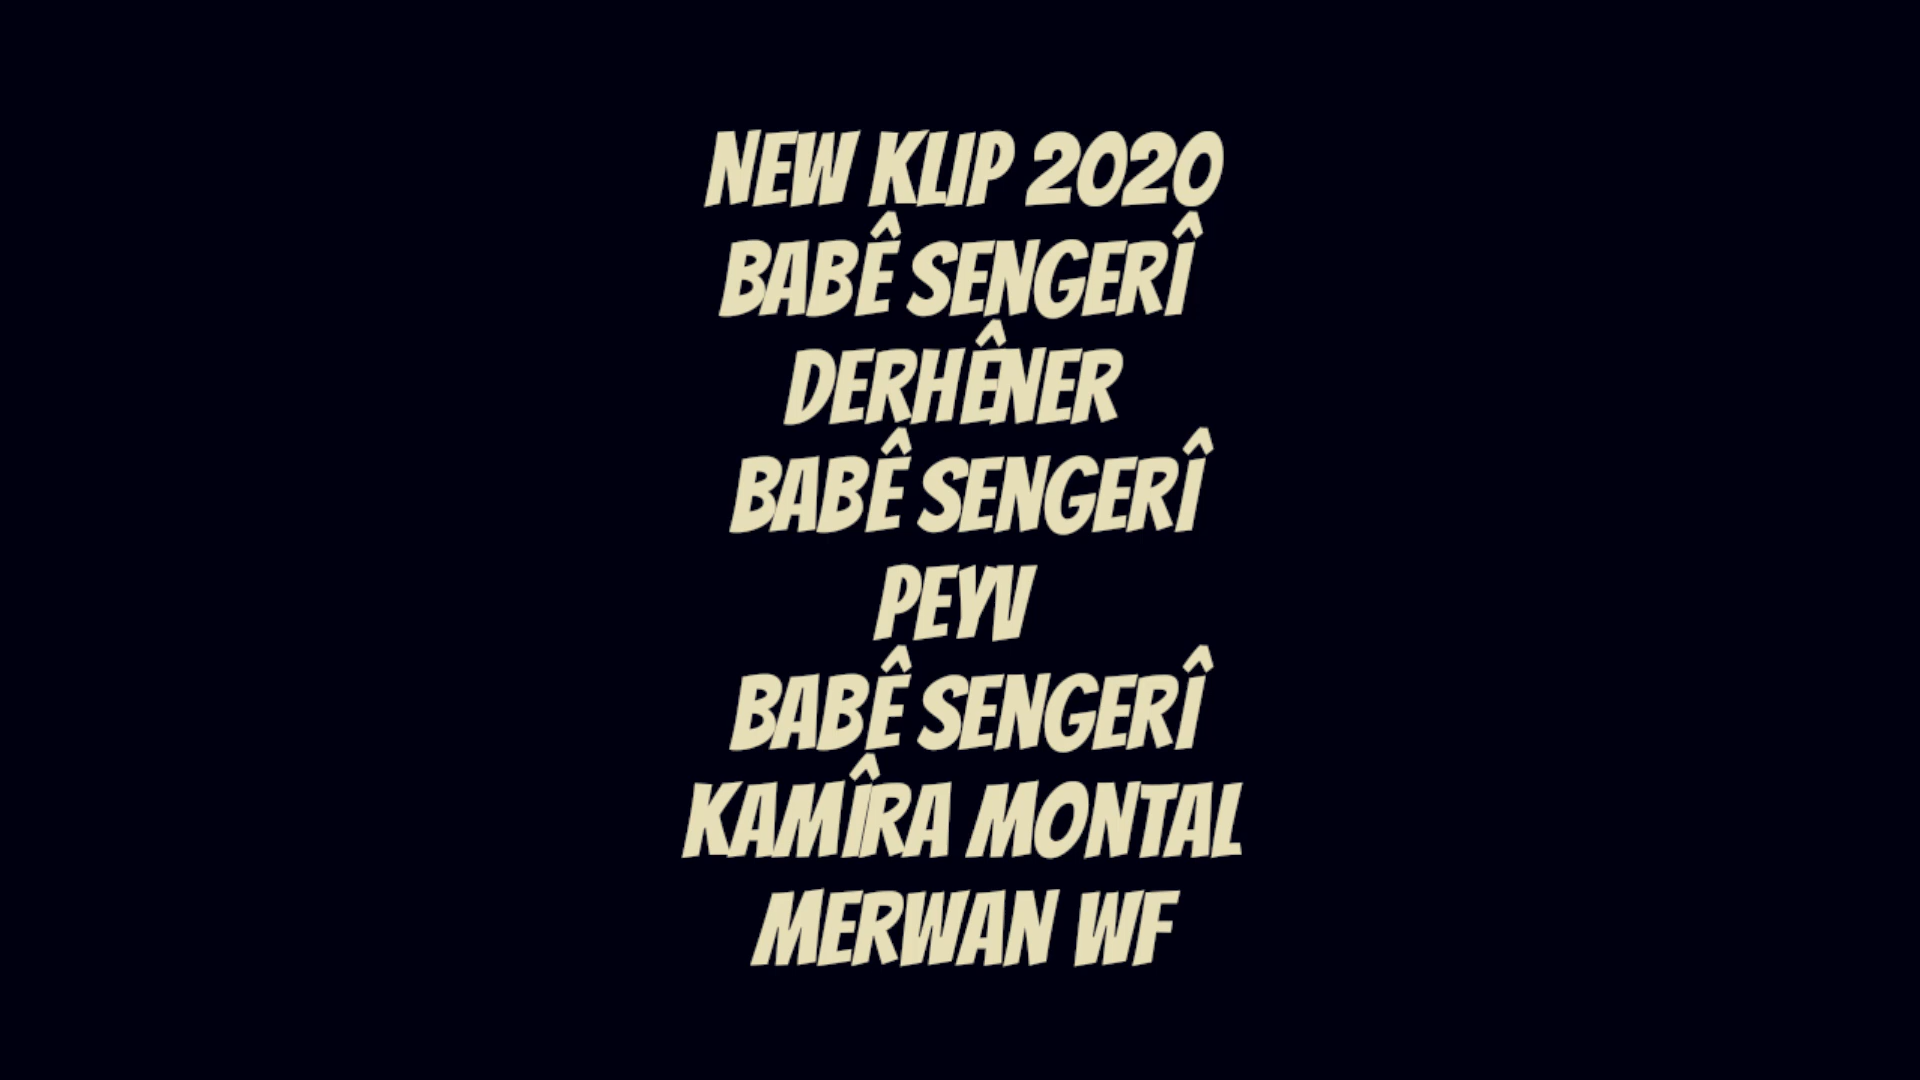 NEW KLIP 2020
BABÊ SENGERÎ
DERHÊNER
BABÊ SENGERÎ
PEYV
BABÊ SENGERÎ
KAMÎRA MONTAL
MERWAN WF